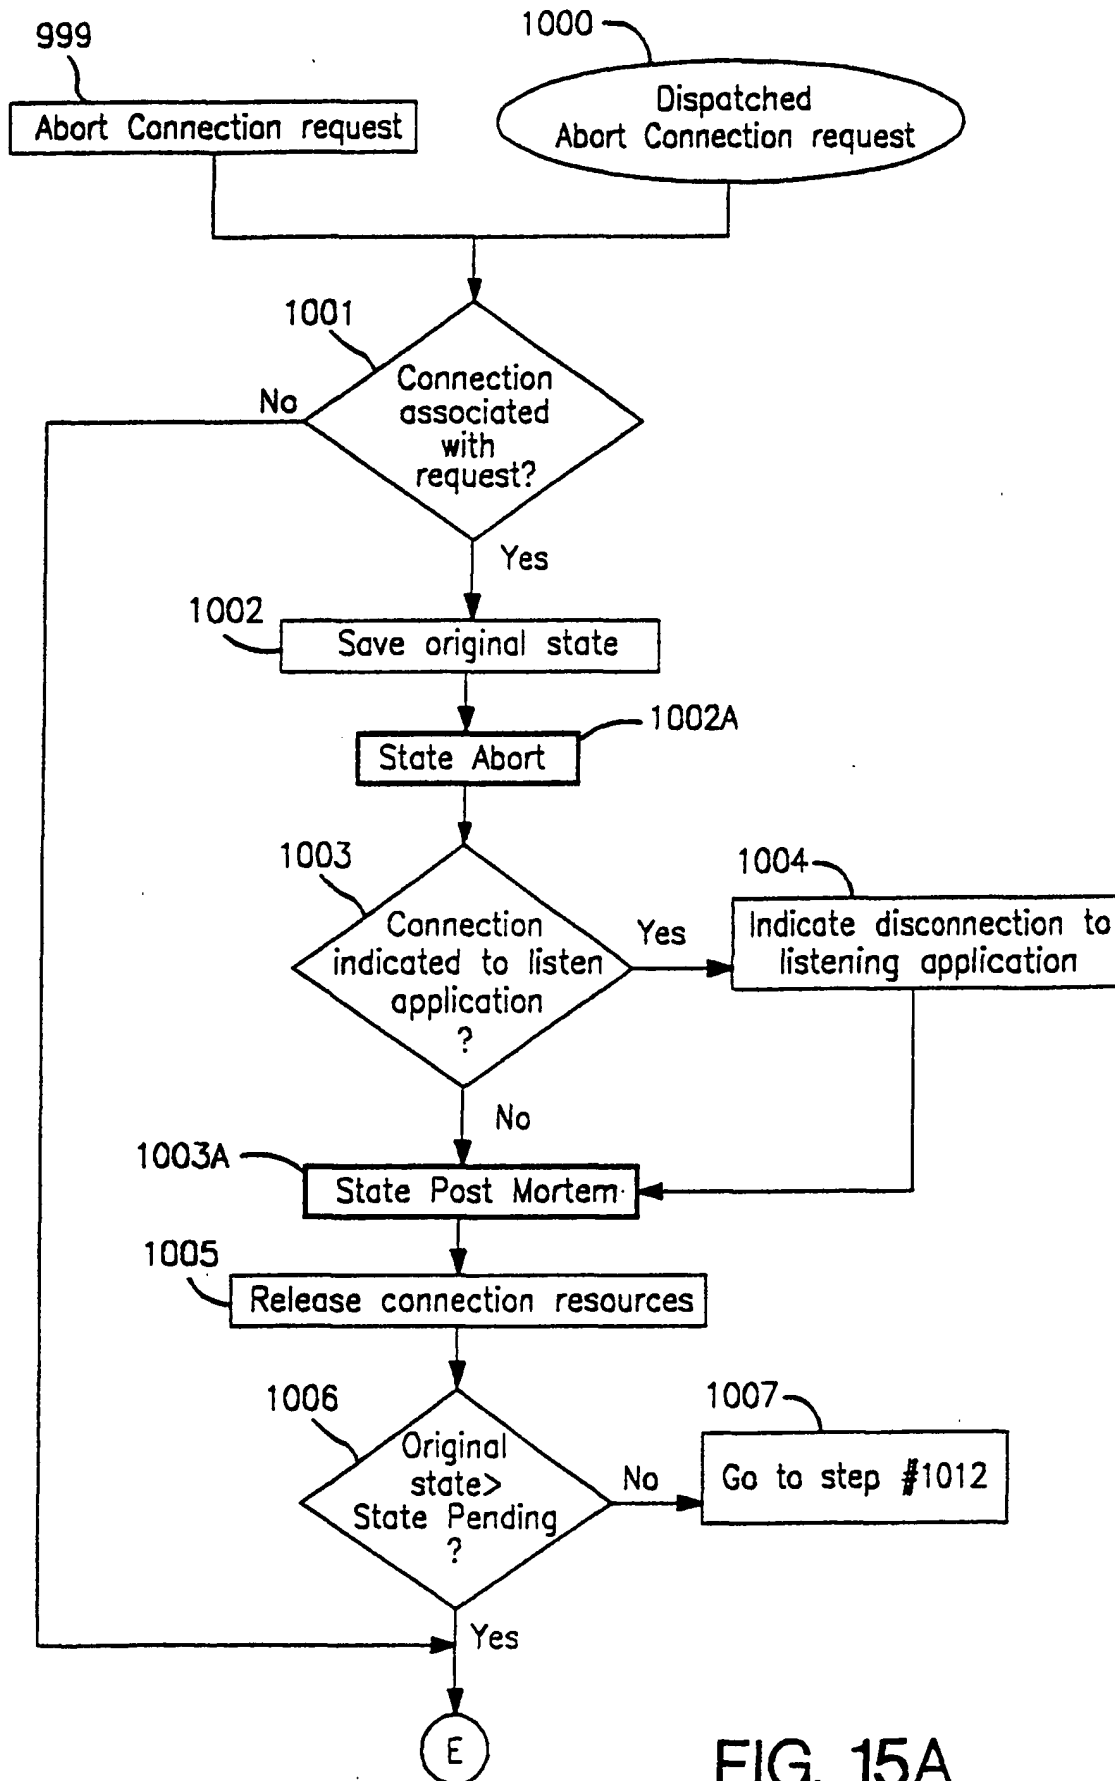 999
1000
Abort Connection request
Dispatched
Abort Connection request
1001
No
Connection
associated
with
request?
Yes
1002
Save original state
1002A
State Abort
1003
Connection
indicated to listen
application
?
Yes
1004
Indicate disconnection to
listening application
No
1003A
State Post Mortem
1005
Release connection resources
1006
Original
state>
State Pending
?
No
1007
Go to step #1012
Yes
E
FIG. 15A